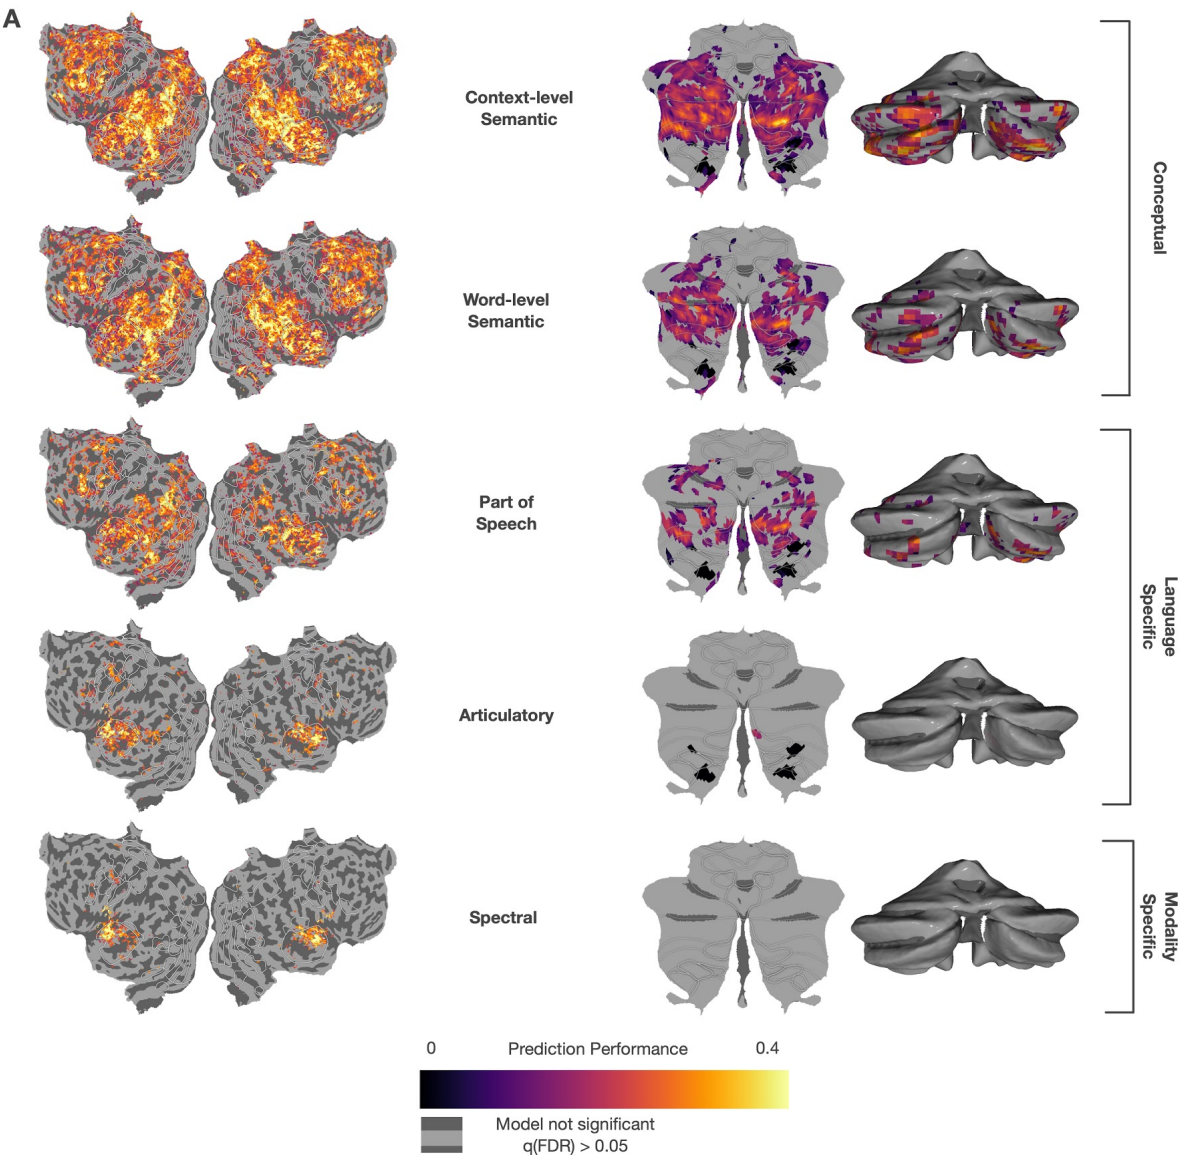 A
Context-level
Semantic
Word-level
Semantic
Conceptual
Part of
Speech
Articulatory
Language
Specific
Spectral
Modality
Specific
0 Prediction Performance 0.4
Model not significant
q(FDR) > 0.05